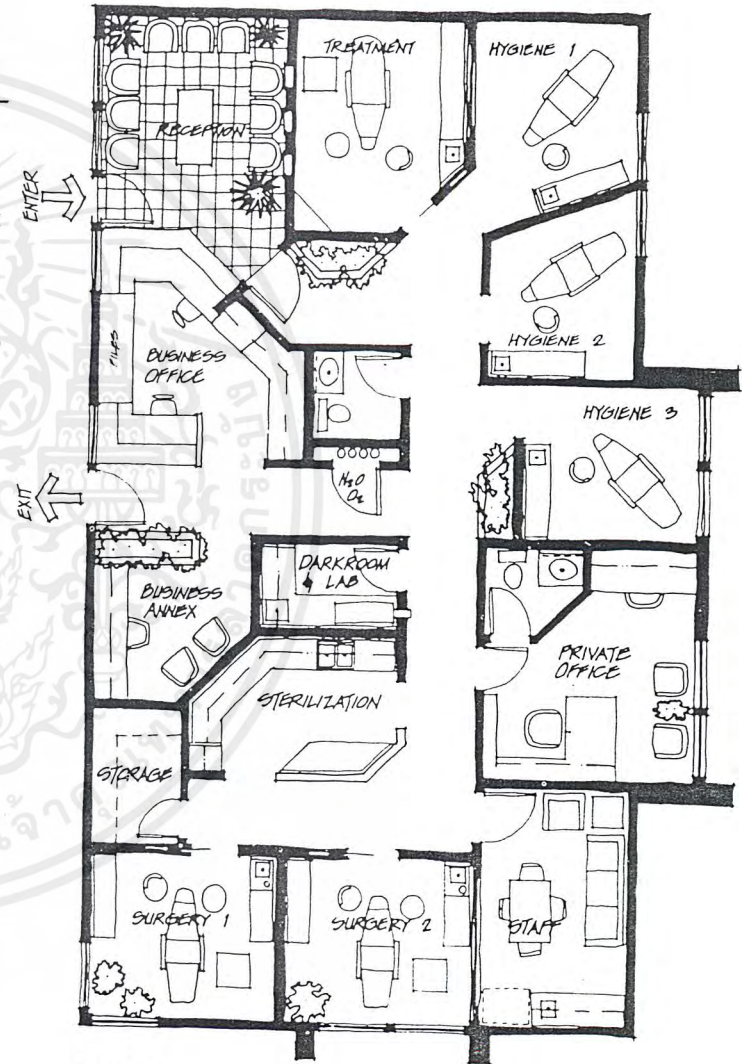 TREATMENT
HYGIENE 1
RECEPTION
ENTER
HYGIENE 2
FILES
BUSINESS
OFFICE
HYGIENE 3
N2O
O2
EXIT
DARKROOM
LAB
BUSINESS
ANNEX
PRIVATE
OFFICE
STERILIZATION
STORAGE
SURGERY 1
SURGERY 2
STAFF